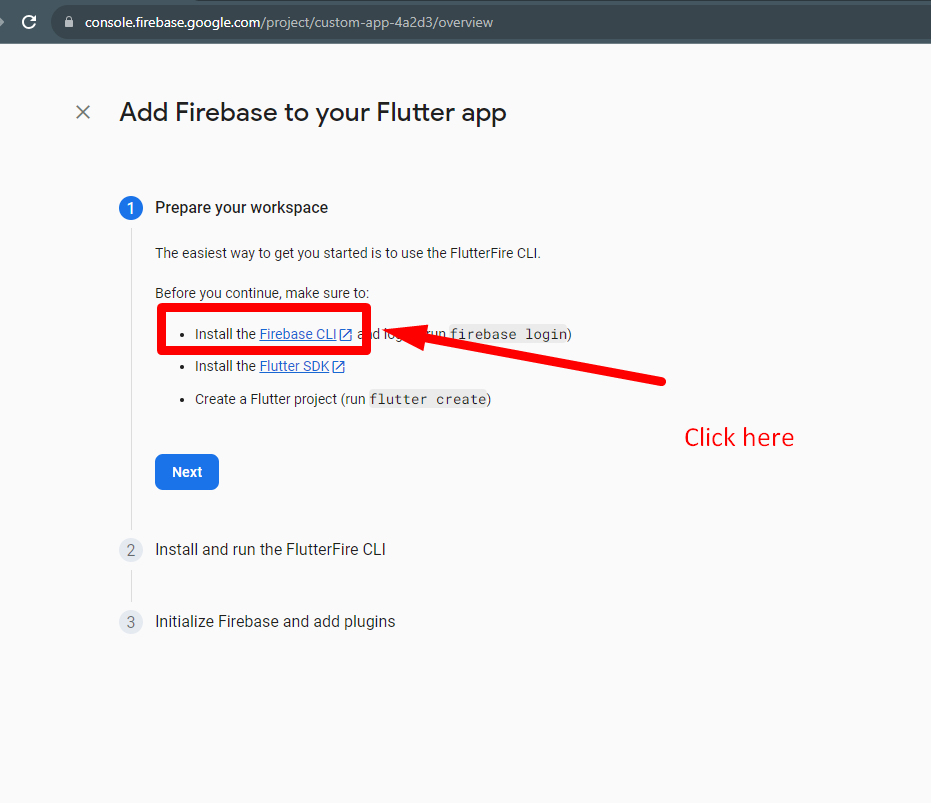 console.firebase.google.com/project/custom-app-4a2d3/overview
Add Firebase to your Flutter app
1 Prepare your workspace
The easiest way to get you started is to use the FlutterFire CLI.
Before you continue, make sure to:
• Install the Firebase CLI and log run firebase login)
• Install the Flutter SDK
• Create a Flutter project (run flutter create)
Click here
Next
2 Install and run the FlutterFire CLI
3 Initialize Firebase and add plugins